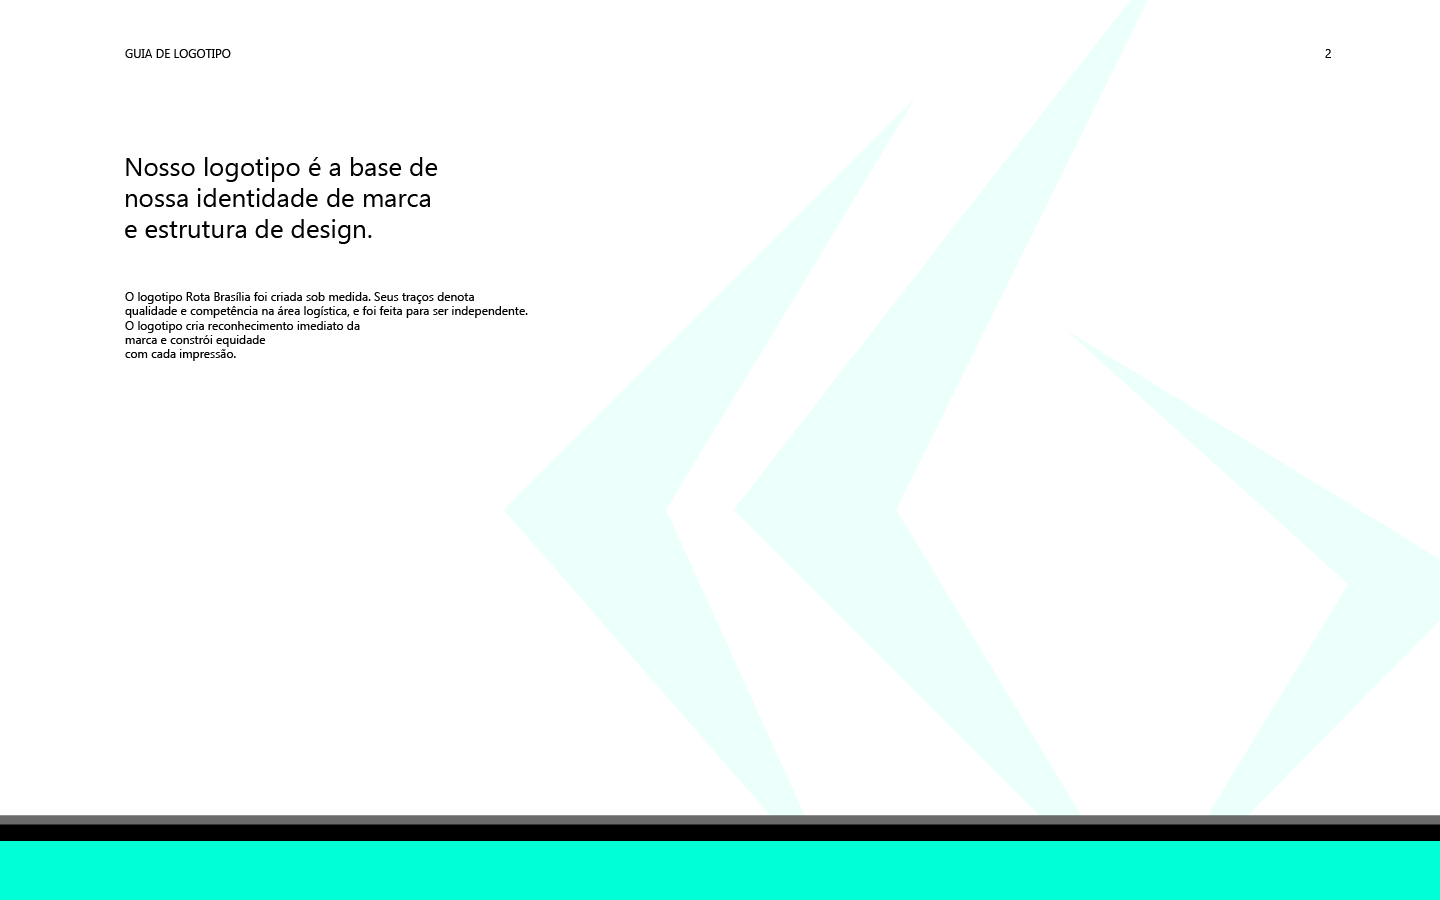 GUIA DE LOGOTIPO
2
Nosso logotipo é a base de
nossa identidade de marca
e estrutura de design.
O logotipo Rota Brasília foi criada sob medida. Seus traços denota
qualidade e competência na área logística, e foi feita para ser independente.
O logotipo cria reconhecimento imediato da
marca e constrói equidade
com cada impressão.